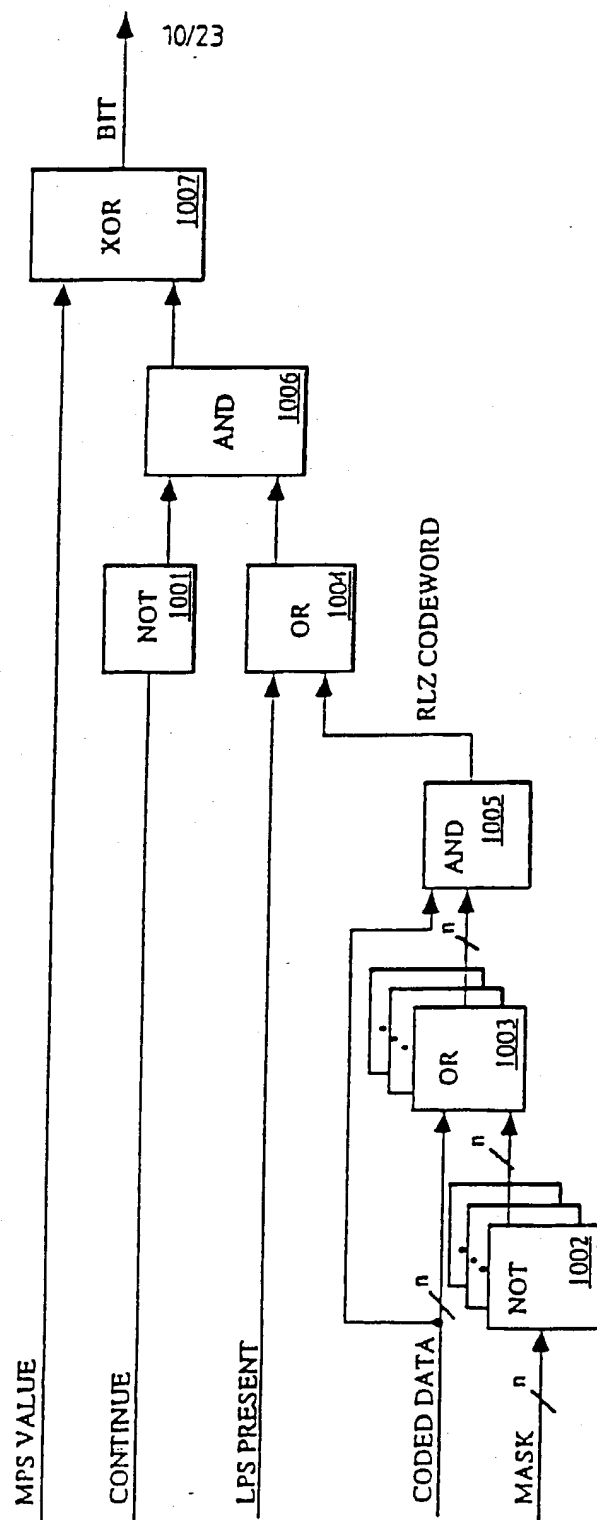 10/23
MPS VALUE
BIT
XOR
1007
CONTINUE
NOT
1001
AND
1006
LPS PRESENT
OR
1004
RLZ CODEWORD
CODED DATA
n
OR
1003
n
AND
1005
MASK
n
NOT
1002
n